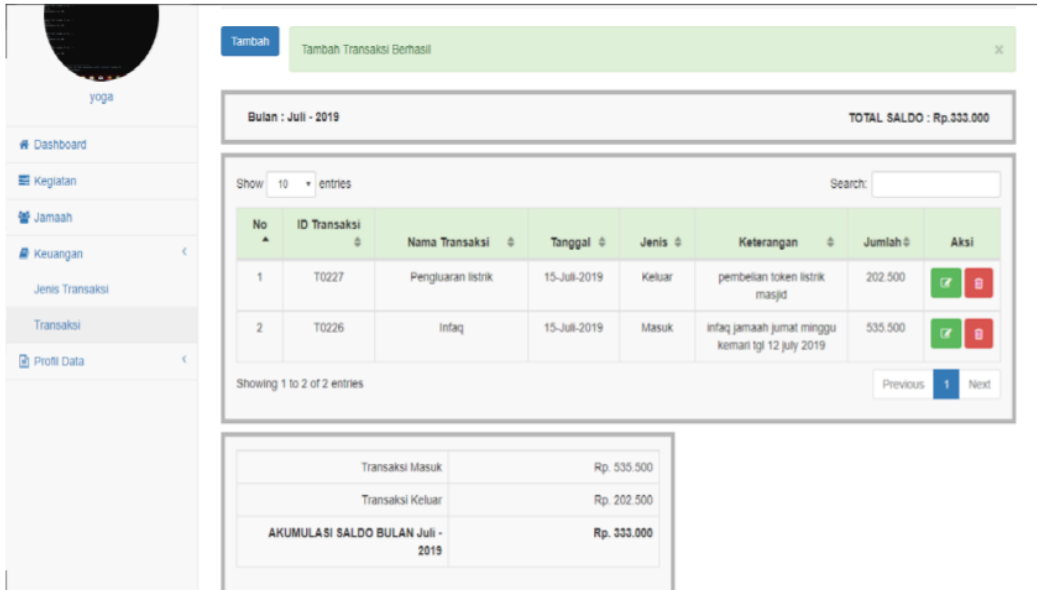 Tambah
Tambah Transaksi Berhasil
×
yoga
Bulan : Juli - 2019
TOTAL SALDO : Rp.333.000
Dashboard
Kegiatan
Jamaah
Keuangan
Jenis Transaksi
Transaksi
Profil Data
Show 10 entries
Search:
No ID Transaksi Nama Transaksi Tanggal Jenis Keterangan Jumlah Aksi
1 T0227 Pengluaran listrik 15-Juli-2019 Keluar pembelian token listrik 202.500
masjid
2 T0226 Infaq 15-Juli-2019 Masuk infaq jamaah jumat minggu 535.500
kemari tgl 12 july 2019
Showing 1 to 2 of 2 entries
Previous 1 Next
Transaksi Masuk Rp. 535.500
Transaksi Keluar Rp. 202.500
AKUMULASI SALDO BULAN Juli - Rp. 333.000
2019